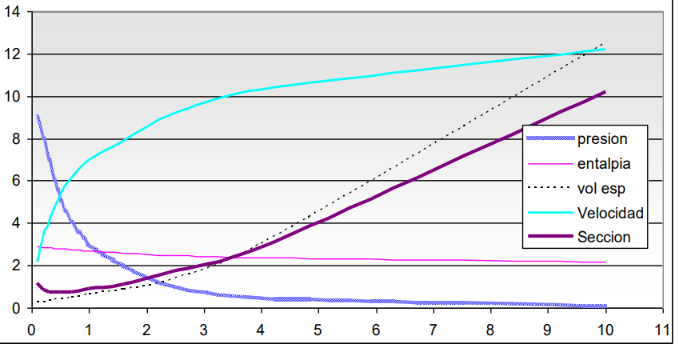 14
12
10
8
6
4
2
0
0 1 2 3 4 5 6 7 8 9 10 11
presion
entalpia
vol esp
Velocidad
Seccion